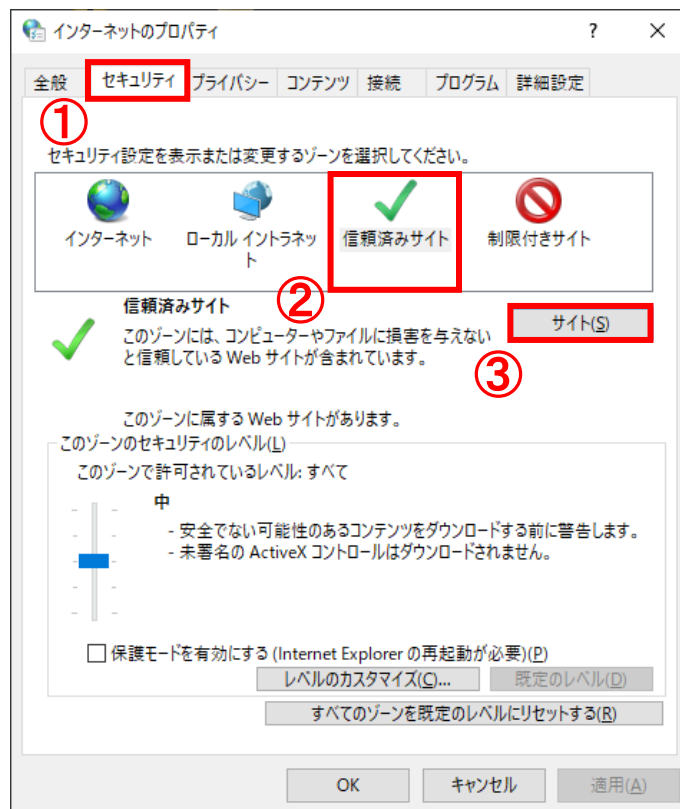 インターネットのプロパティ
?
全般 セキュリティ プライバシー コンテンツ 接続 プログラム 詳細設定
①
セキュリティ設定を表示または変更するゾーンを選択してください。
インターネット ローカル イントラネッ
ト
信頼済みサイト 制限付きサイト
②
信頼済みサイト
サイト(S)
このゾーンには、コンピューターやファイルに損害を与えない
と信頼している Web サイトが含まれています。
③
このゾーンに属する Web サイトがあります。
このゾーンのセキュリティのレベル(L)
このゾーンで許可されているレベル: すべて
中
- 安全でない可能性のあるコンテンツをダウンロードする前に警告します。
- 未署名の ActiveX コントロールはダウンロードされません。
保護モードを有効にする (Internet Explorer の再起動が必要)(P)
レベルのカスタマイズ(C)... 既定のレベル(D)
すべてのゾーンを既定のレベルにリセットする(R)
OK キャンセル 適用(A)